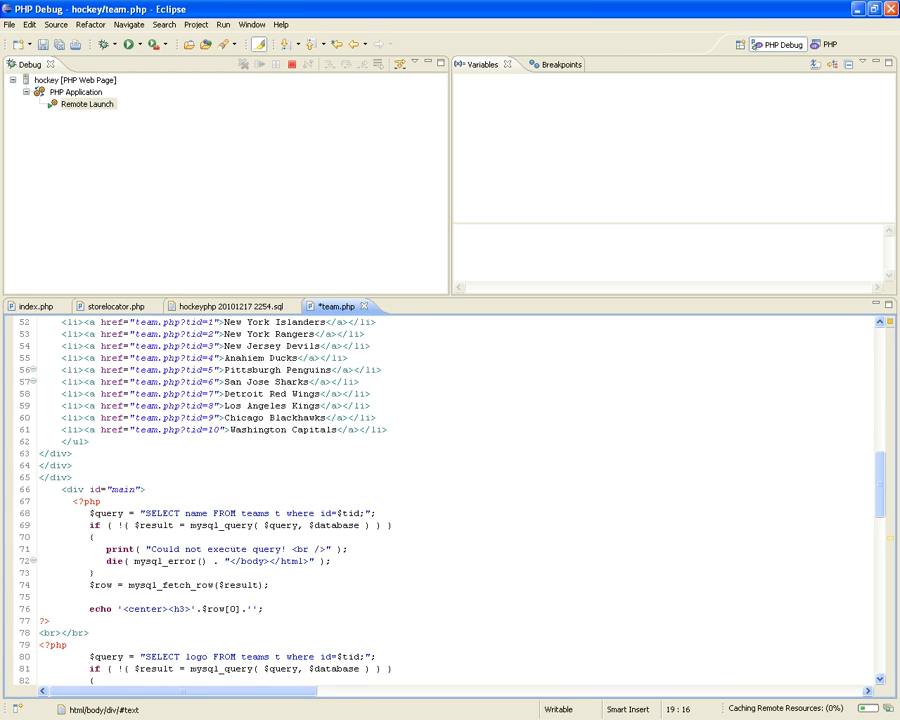 PHP Debug - hockey/team.php - Eclipse
File Edit Source Refactor Navigate Search Project Run Window Help
PHP Debug PHP
Debug
Variables Breakpoints
hockey [PHP Web Page]
PHP Application
Remote Launch
index.php storelocator.php hockeyphp 20101217 2254.sql *team.php
52 <li><a href="team.php?tid=1">New York Islanders</a></li>
53 <li><a href="team.php?tid=2">New York Rangers</a></li>
54 <li><a href="team.php?tid=3">New Jersey Devils</a></li>
55 <li><a href="team.php?tid=4">Anahiem Ducks</a></li>
56 <li><a href="team.php?tid=5">Pittsburgh Penguins</a></li>
57 <li><a href="team.php?tid=6">San Jose Sharks</a></li>
58 <li><a href="team.php?tid=7">Detroit Red Wings</a></li>
59 <li><a href="team.php?tid=8">Los Angeles Kings</a></li>
60 <li><a href="team.php?tid=9">Chicago Blackhawks</a></li>
61 <li><a href="team.php?tid=10">Washington Capitals</a></li>
62 </ul>
63 </div>
64 </div>
65 </div>
66 <div id="main">
67 <?php
68 $query = "SELECT name FROM teams t where id=$tid;";
69 if ( !( $result = mysql_query( $query, $database ) ) )
70 {
71 print( "Could not execute query! <br />" );
72 die( mysql_error() . "</body></html>" );
73 }
74 $row = mysql_fetch_row($result);
75
76 echo '<center><h3>'.$row[0].'';
77 ?>
78 <br></br>
79 <?php
80 $query = "SELECT logo FROM teams t where id=$tid;";
81 if ( !( $result = mysql_query( $query, $database ) ) )
82 {
html/body/div/#text Writable Smart Insert 19 : 16 Caching Remote Resources: (0%)